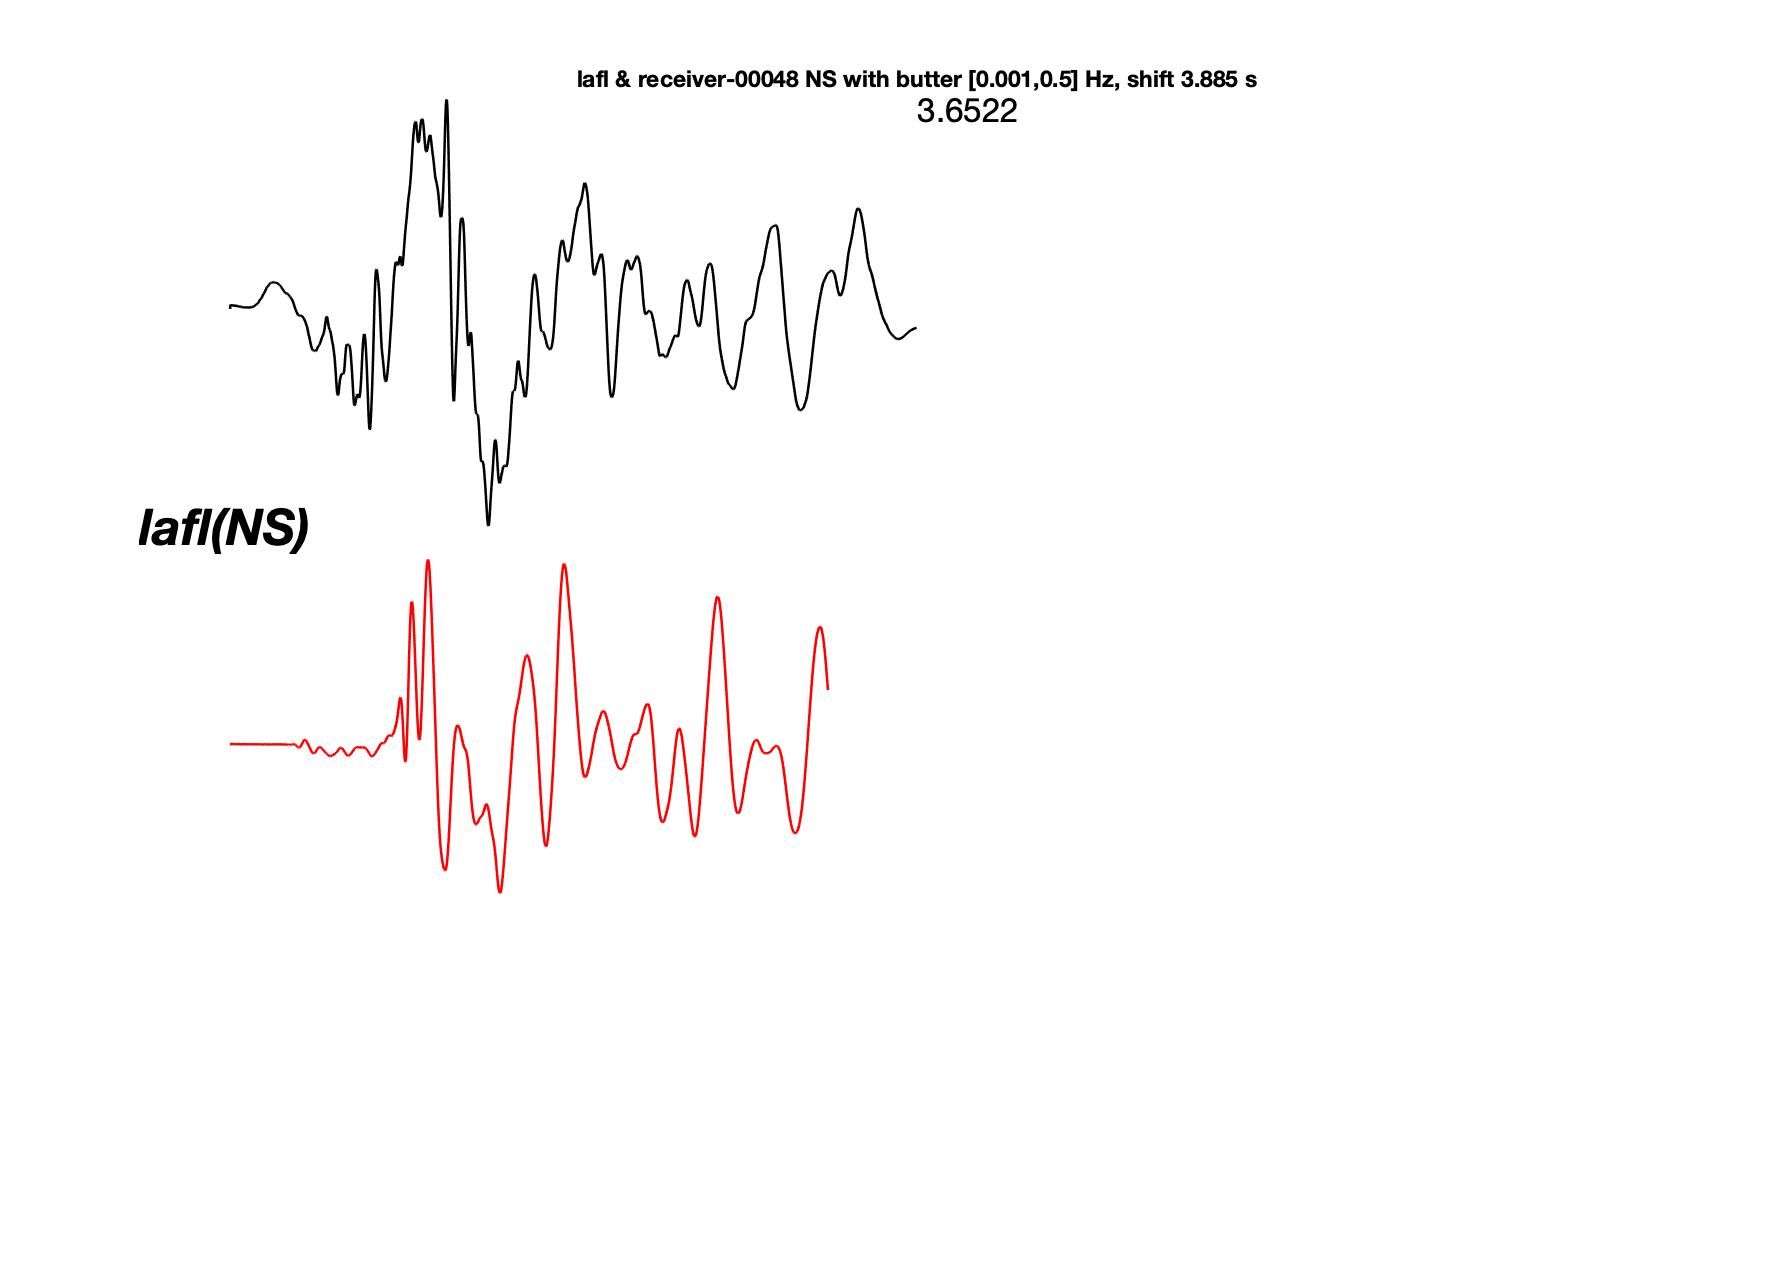 lafl & receiver-00048 NS with butter [0.001,0.5] Hz, shift 3.885 s
3.6522
lafl(NS)